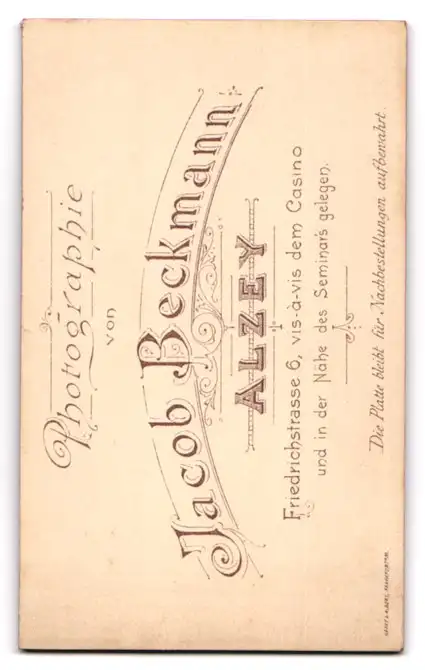 Photographie
von
Jacob Beckmann
ALZEY
Friedrichstrasse 6, vis-à-vis dem Casino
und in der Nähe des Seminars gelegen.
Die Platte bleibt für Nachbestellungen aufbewahrt.